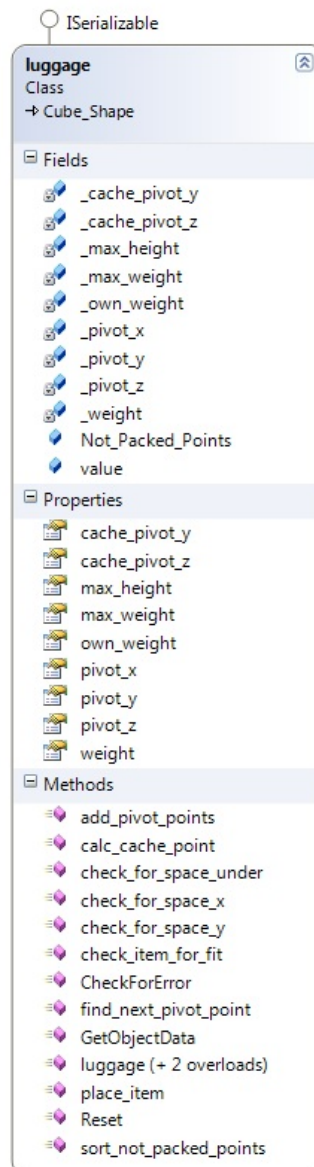 ISerializable
luggage
Class
Cube_Shape
Fields
_cache_pivot_y
_cache_pivot_z
_max_height
_max_weight
_own_weight
_pivot_x
_pivot_y
_pivot_z
_weight
Not_Packed_Points
value
Properties
cache_pivot_y
cache_pivot_z
max_height
max_weight
own_weight
pivot_x
pivot_y
pivot_z
weight
Methods
add_pivot_points
calc_cache_point
check_for_space_under
check_for_space_x
check_for_space_y
check_item_for_fit
CheckForError
find_next_pivot_point
GetObjectData
luggage (+ 2 overloads)
place_item
Reset
sort_not_packed_points